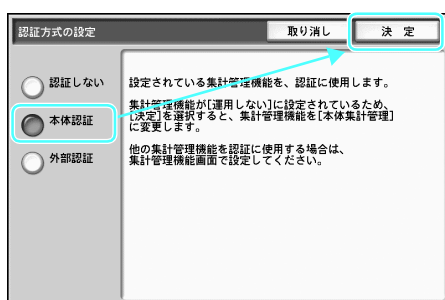 認証方式の設定
取り消し
決 定
認証しない
本体認証
外部認証
設定されている集計管理機能を、認証に使用します。
集計管理機能が[運用しない]に設定されているため、
[決定]を選択すると、集計管理機能を[本体集計管理]
に変更します。
他の集計管理機能を認証に使用する場合は、
集計管理機能画面で設定してください。